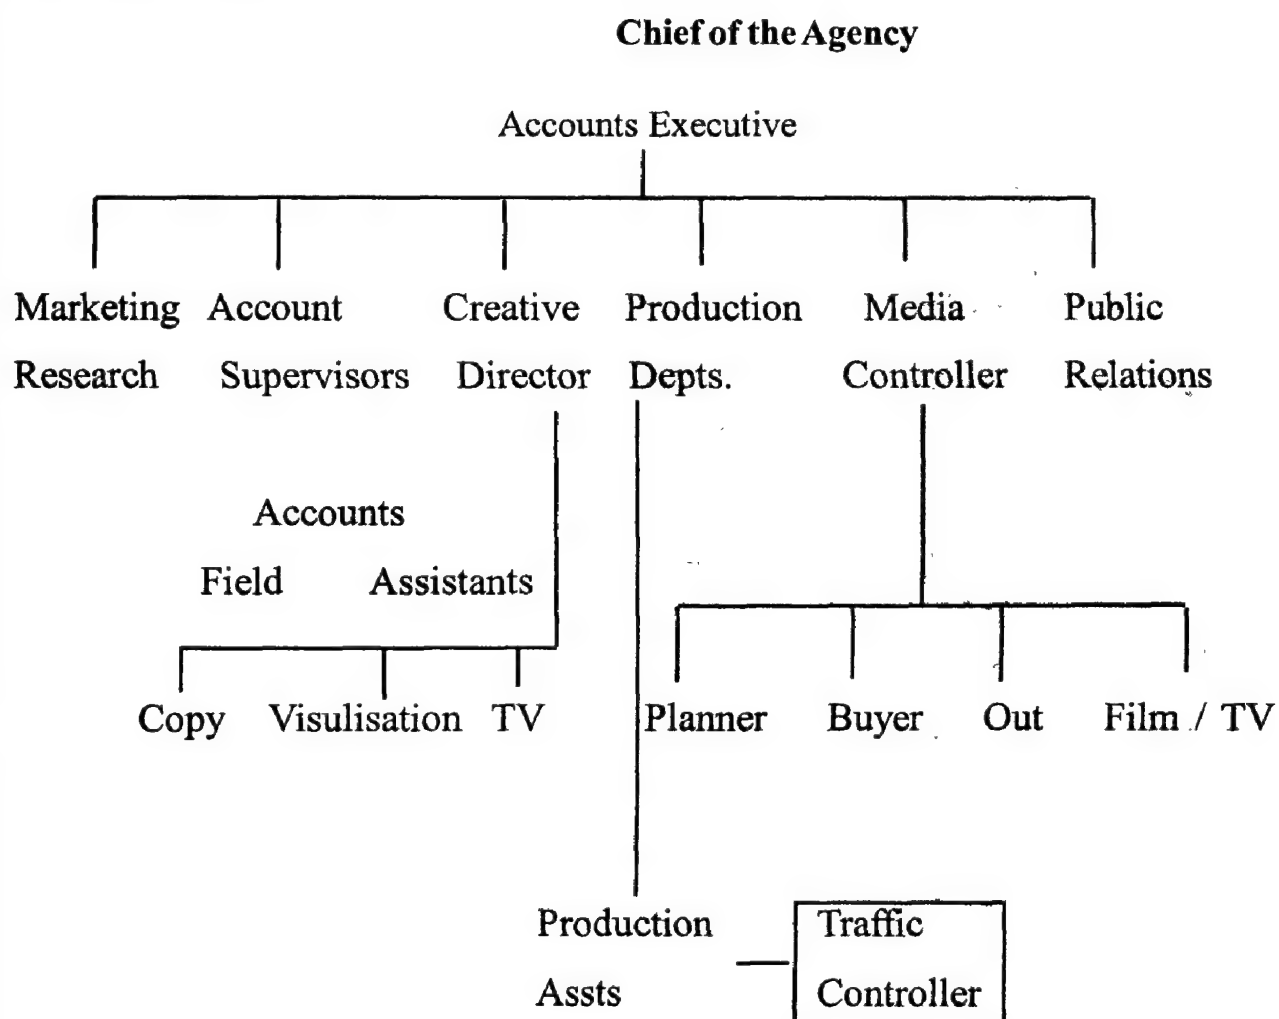 Chief of the Agency
Accounts Executive
Marketing Account Creative Production Media Public
Research Supervisors Director Depts. Controller Relations
Accounts
Field Assistants
Copy Visulisation TV Planner Buyer Out Film / TV
Production Traffic
Assts Controller